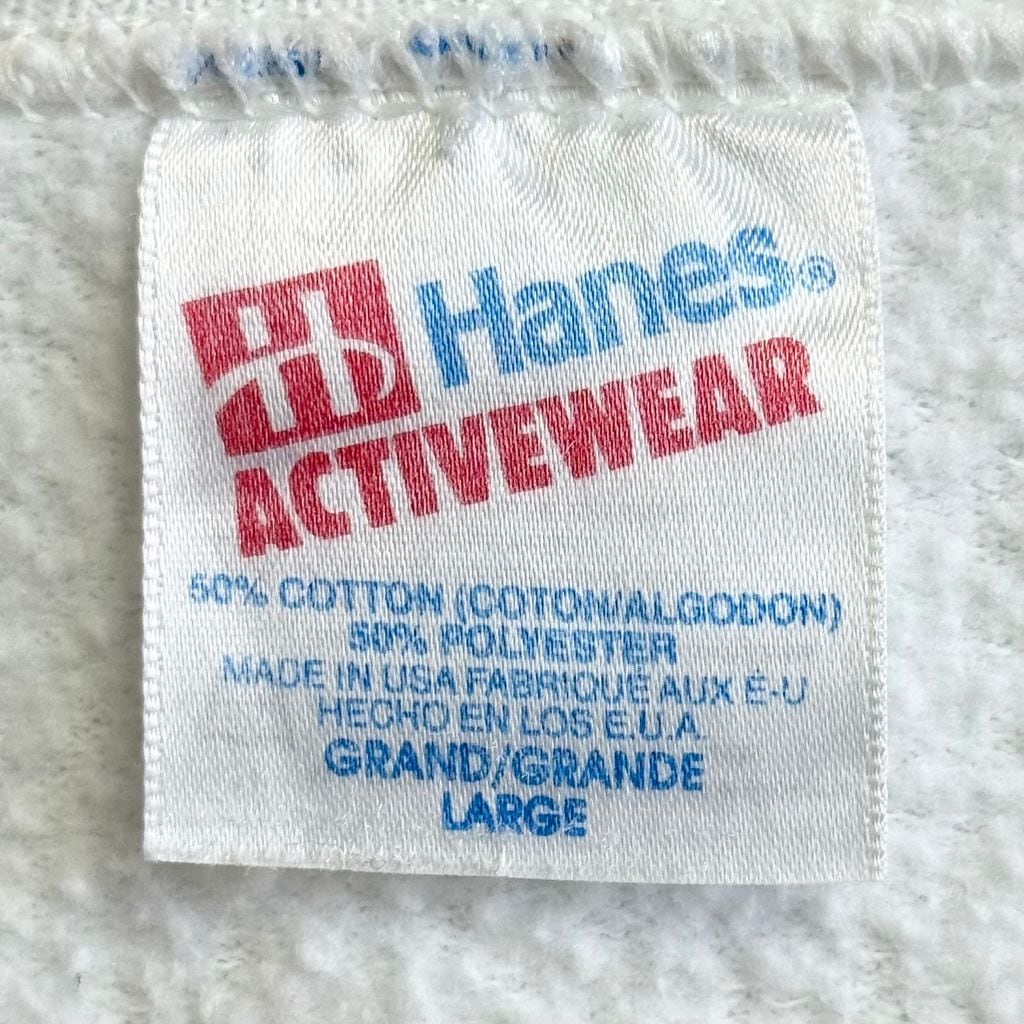 Hanes®
ACTIVEWEAR
50% COTTON (COTON/ALGODON)
50% POLYESTER
MADE IN USA FABRIQUE AUX É-U
HECHO EN LOS E.U.A.
GRAND/GRANDE
LARGE